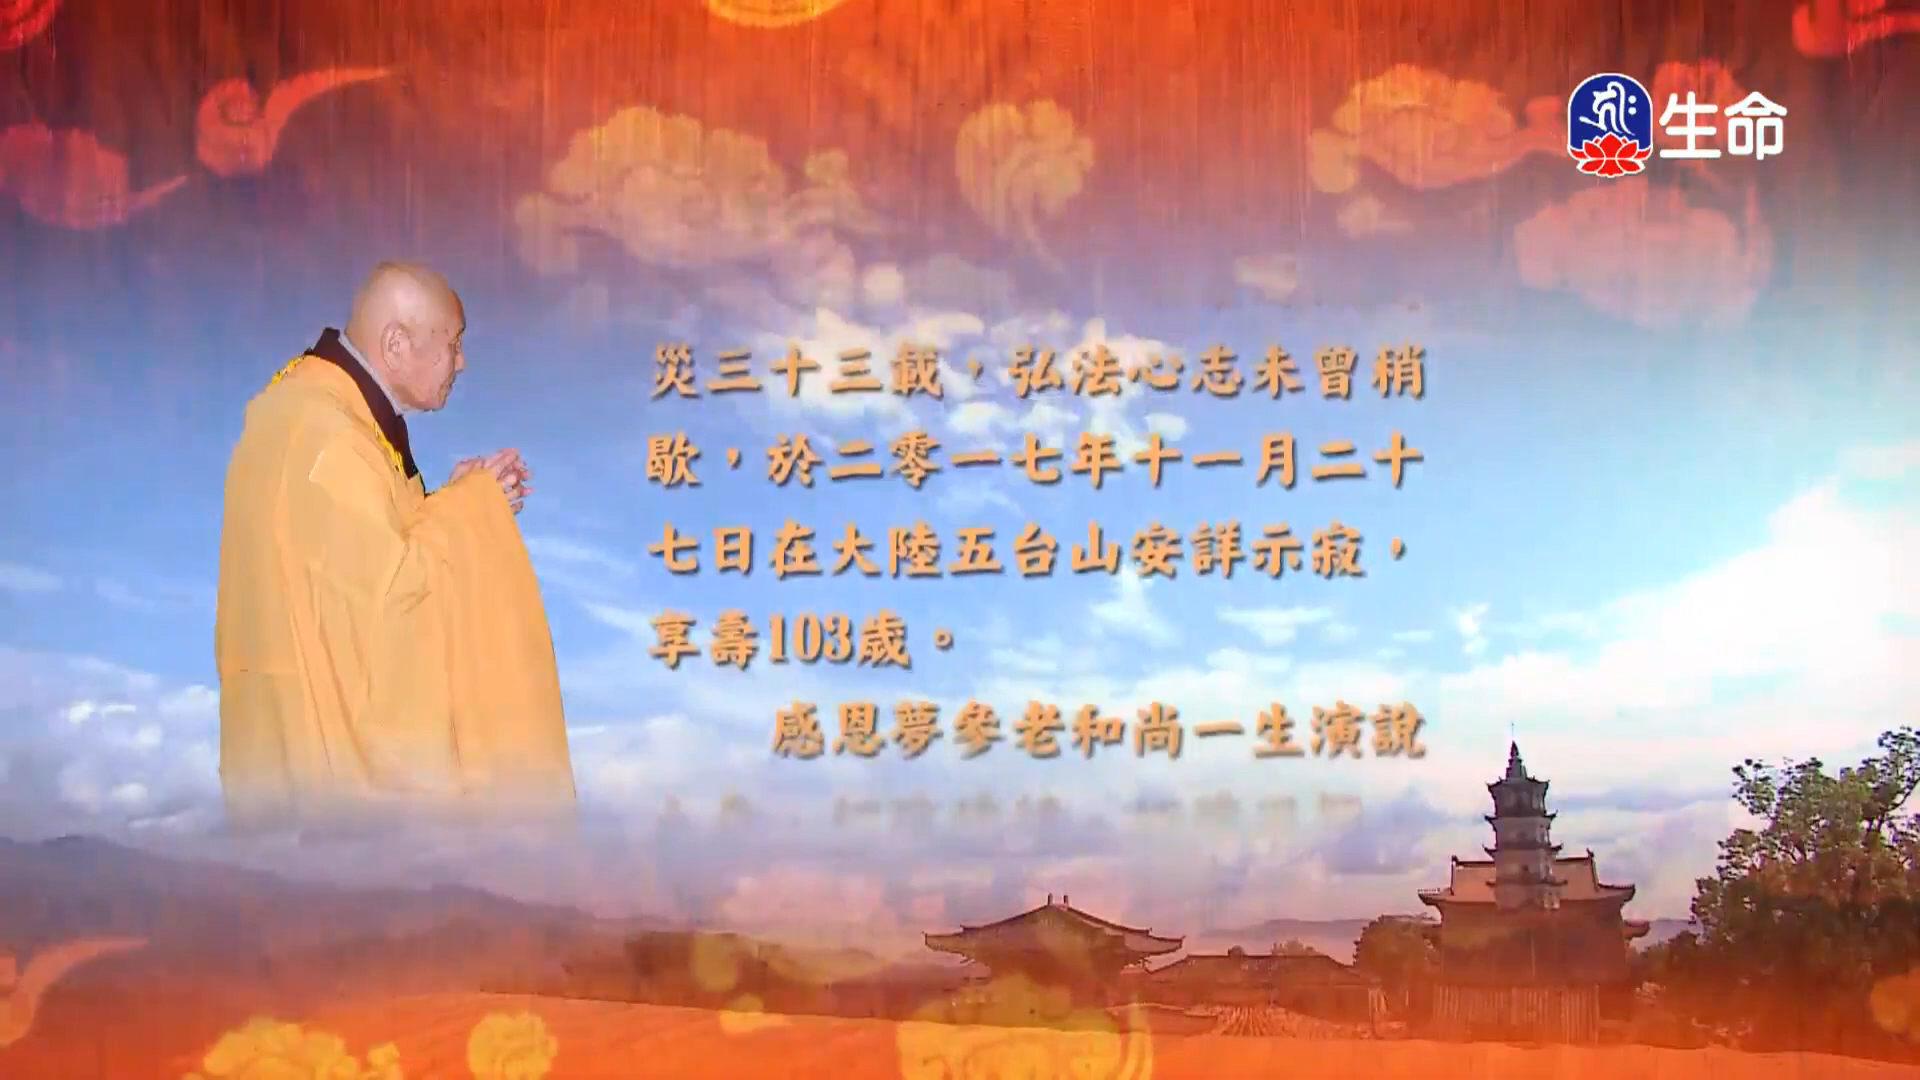 生命
災三十三載，弘法心志未曾稍
歇，於二零一七年十一月二十
七日在大陸五台山安詳示寂，
享壽103歲。
感恩夢參老和尚一生演說